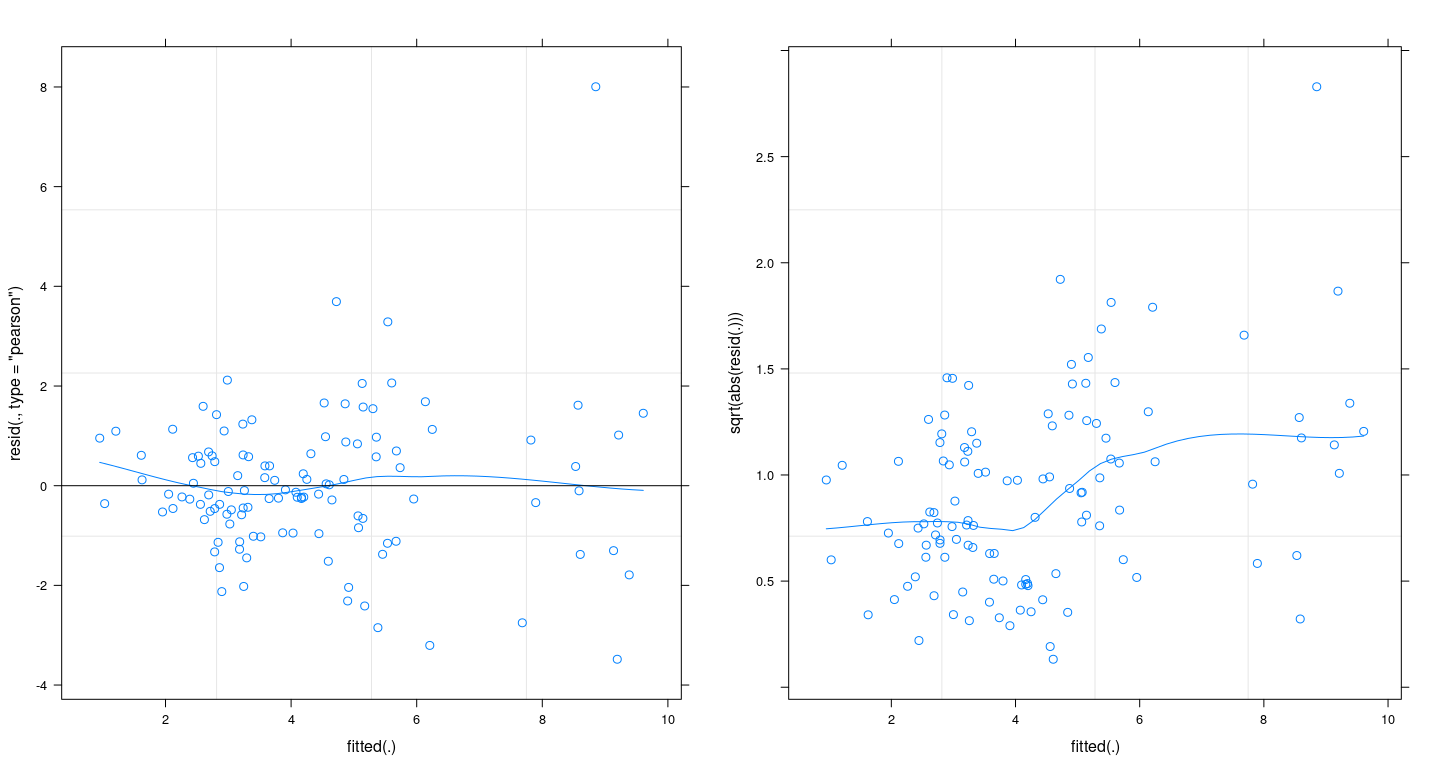 resid(., type = "pearson")
8
6
4
2
0
-2
-4
2 4 6 8 10
fitted(.)
sqrt(abs(resid(.)))
2.5
2.0
1.5
1.0
0.5
2 4 6 8 10
fitted(.)